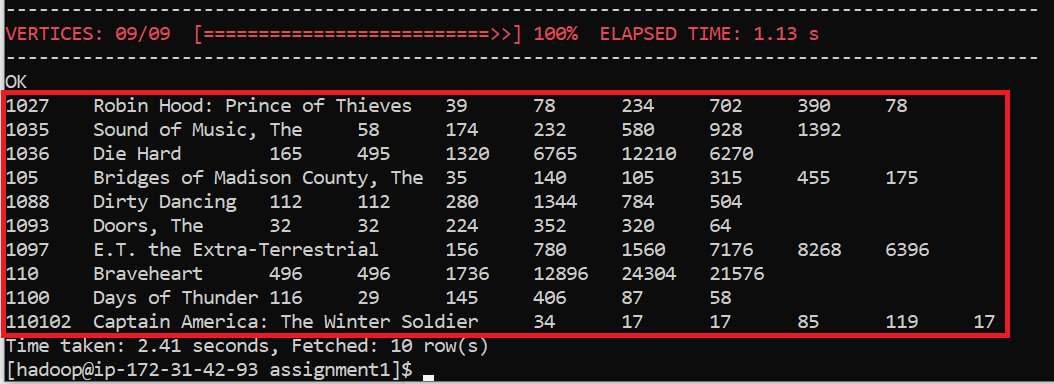 ----------------------------------------------------------------------------------------------
VERTICES: 09/09  [==========================>>] 100%  ELAPSED TIME: 1.13 s
----------------------------------------------------------------------------------------------
OK
1027    Robin Hood: Prince of Thieves   39      78      234     702     390     78
1035    Sound of Music, The     58      174     232     580     928     1392
1036    Die Hard        165     495     1320    6765    12210   6270
105     Bridges of Madison County, The  35      140     105     315     455     175
1088    Dirty Dancing   112     112     280     1344    784     504
1093    Doors, The      32      32      224     352     320     64
1097    E.T. the Extra-Terrestrial      156     780     1560    7176    8268    6396
110     Braveheart      496     496     1736    12896   24304   21576
1100    Days of Thunder 116     29      145     406     87      58
110102  Captain America: The Winter Soldier     34      17      17      85      119     17
Time taken: 2.41 seconds, Fetched: 10 row(s)
[hadoop@ip-172-31-42-93 assignment1]$